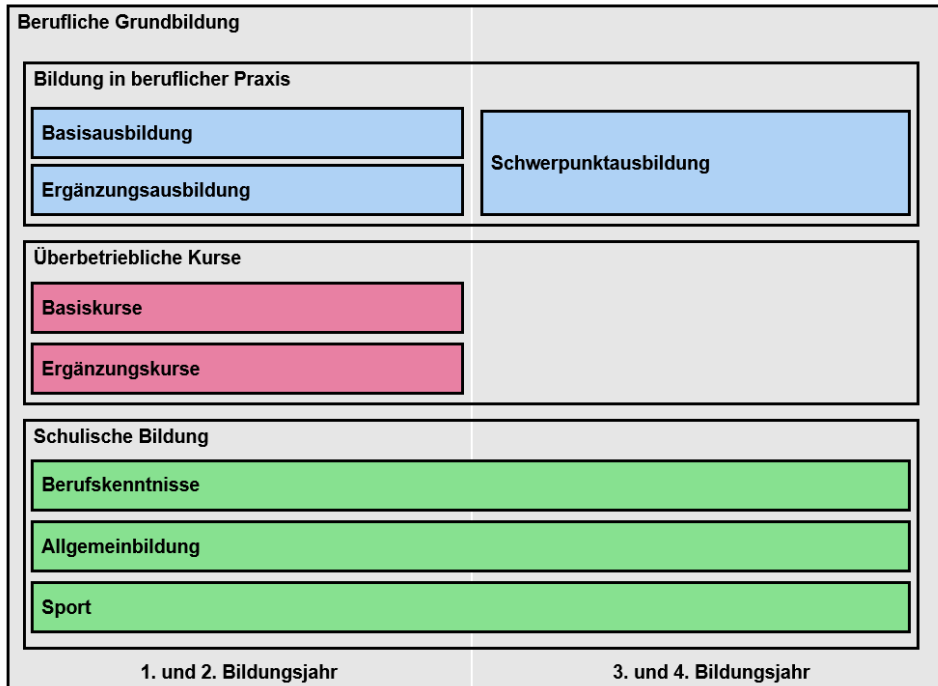 Berufliche Grundbildung
Bildung in beruflicher Praxis
Basisausbildung
Ergänzungsausbildung
Schwerpunktausbildung
Überbetriebliche Kurse
Basiskurse
Ergänzungskurse
Schulische Bildung
Berufskenntnisse
Allgemeinbildung
Sport
1. und 2. Bildungsjahr
3. und 4. Bildungsjahr